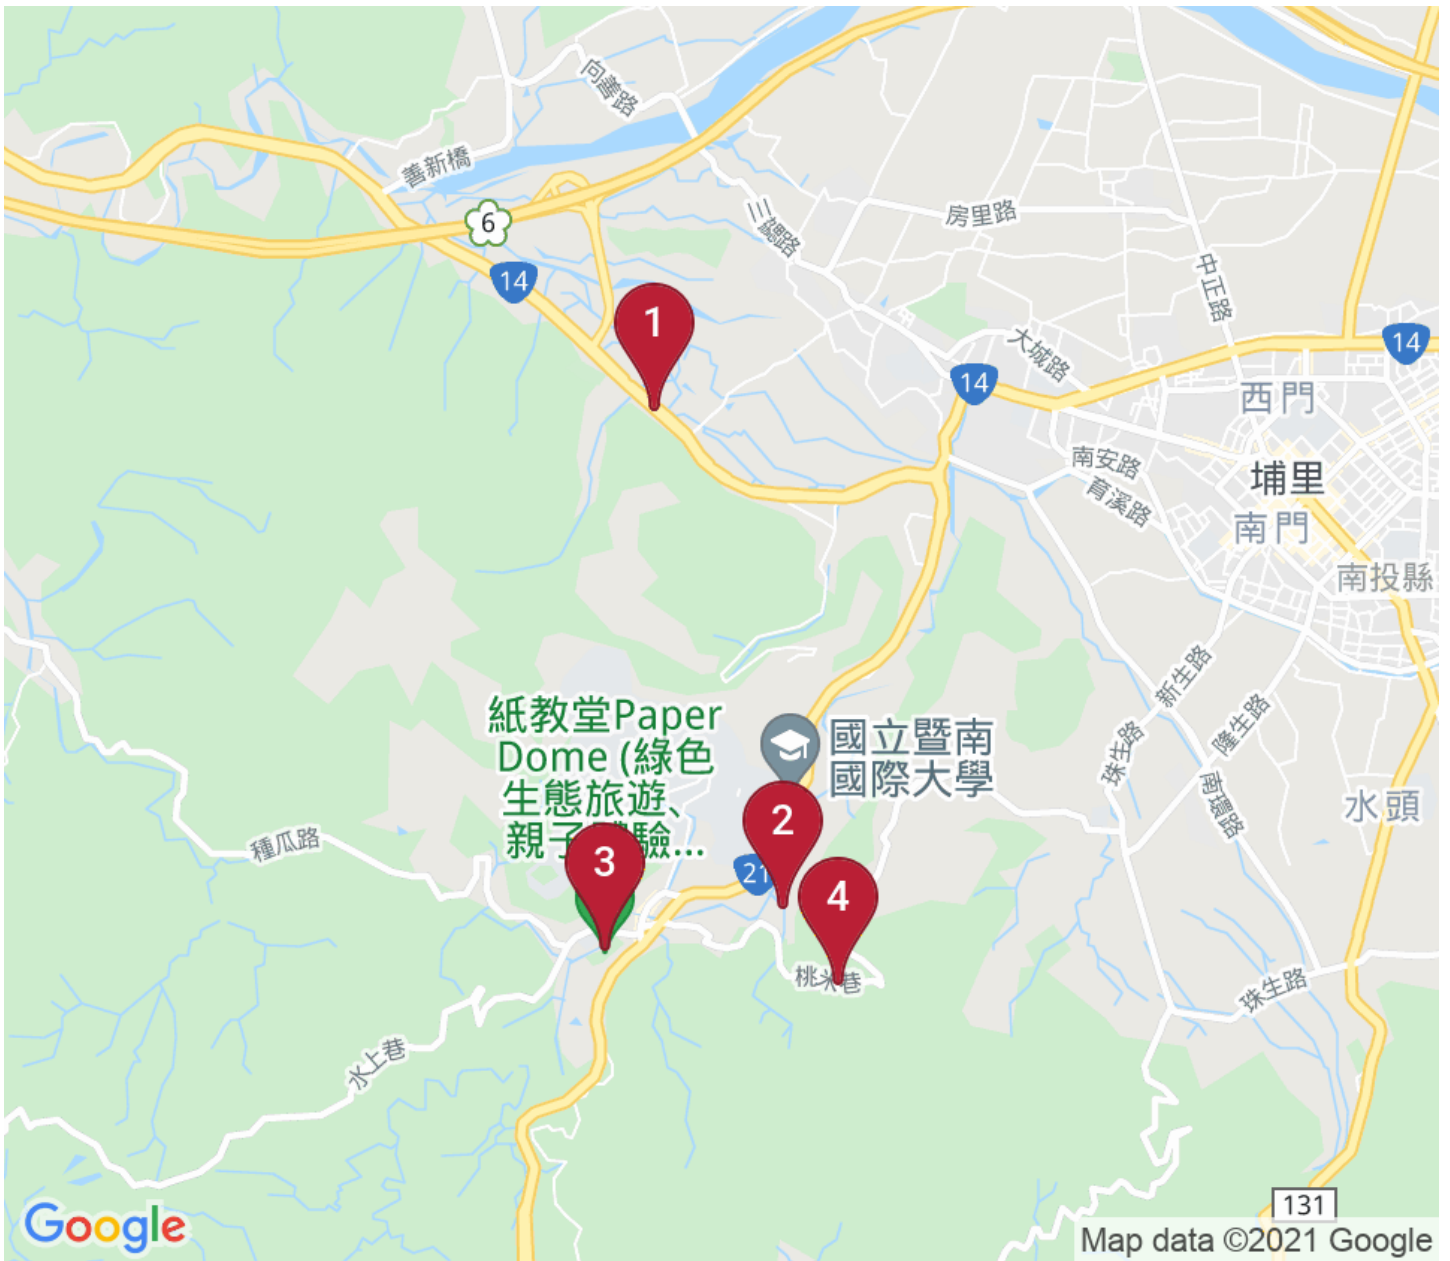 向善路
善新橋
6
三聰路
房里路
14
中正路
1
大城路
14
14
西門
南安路
埔里
育溪路
南門
南投縣
新生路
紙教堂Paper
Dome (綠色
生態旅遊、
親子體驗...
國立暨南
國際大學
隆生路
珠生路
南環路
水頭
2
種瓜路
3
21
4
桃米巷
珠生路
水上巷
131
Google
Map data ©2021 Google